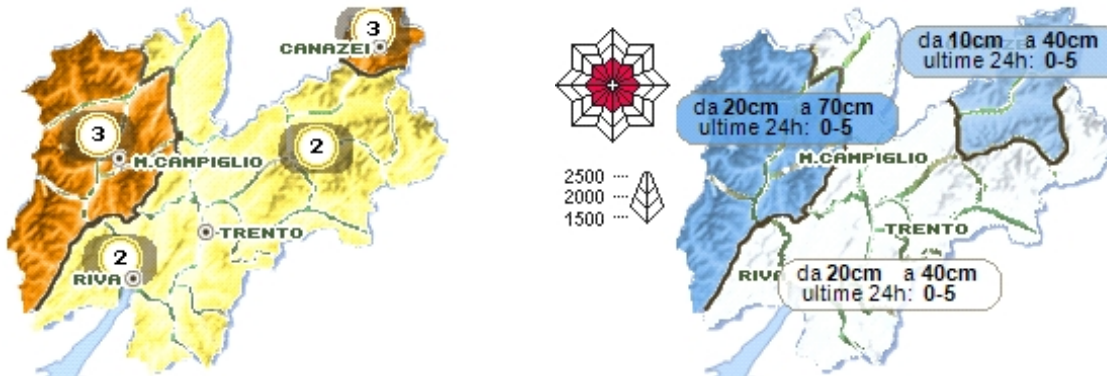 3
CANAZEI
3
2
M.CAMPIGLIO
TRENTO
2
RIVA
2500
2000
1500
da 10cm a 40cm
ultime 24h: 0-5
da 20cm a 70cm
ultime 24h: 0-5
M.CAMPIGLIO
TRENTO
RIVA
da 20cm a 40cm
ultime 24h: 0-5